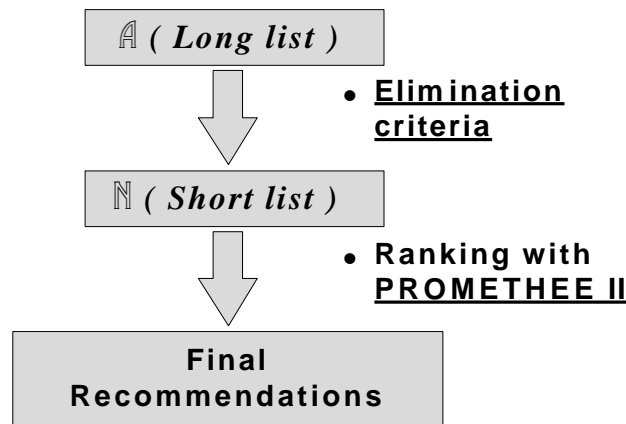 𝔸 ( Long list )
• Elimination
criteria
ℕ ( Short list )
• Ranking with
PROMETHEE II
Final
Recommendations